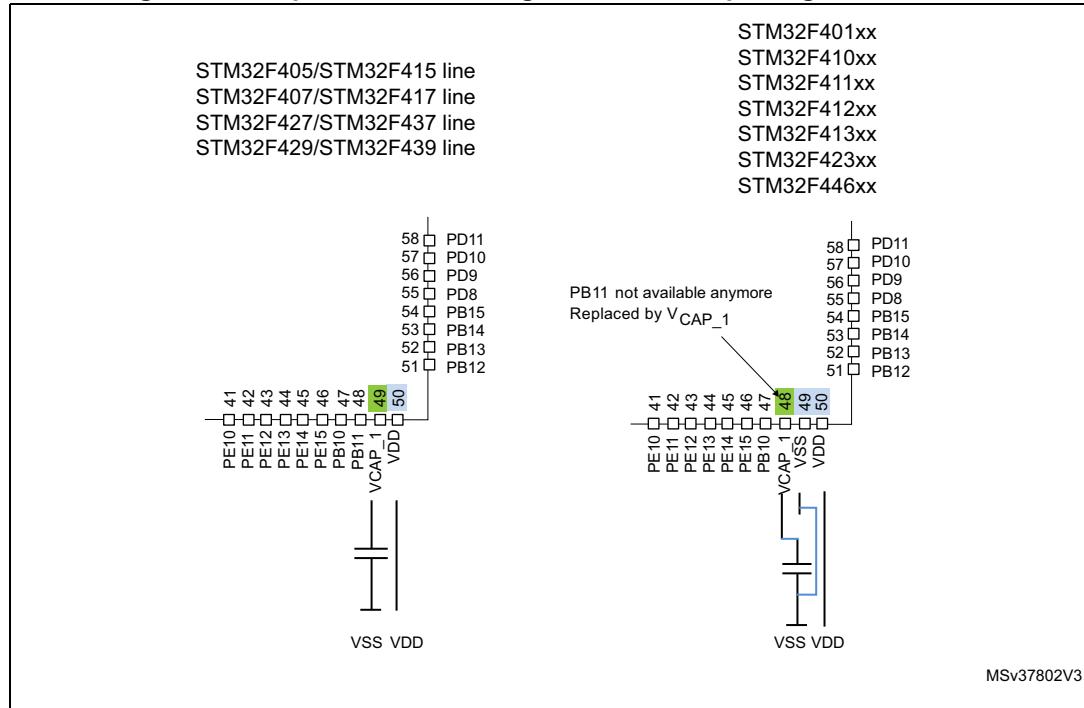 STM32F405/STM32F415 line
STM32F407/STM32F417 line
STM32F427/STM32F437 line
STM32F429/STM32F439 line
58 PD11
57 PD10
56 PD9
55 PD8
54 PB15
53 PB14
52 PB13
51 PB12
41 42 43 44 45 46 47 48 49 50
PE10 PE11 PE12 PE13 PE14 PE15 PB10 PB11 VCAP_1 VDD
VSS VDD
STM32F401xx
STM32F410xx
STM32F411xx
STM32F412xx
STM32F413xx
STM32F423xx
STM32F446xx
58 PD11
57 PD10
56 PD9
55 PD8
54 PB15
53 PB14
52 PB13
51 PB12
PB11 not available anymore
Replaced by VCAP_1
41 42 43 44 45 46 47 48 49 50
PE10 PE11 PE12 PE13 PE14 PE15 PB10 VCAP_1 VSS VDD
VSS VDD
MSv37802V3